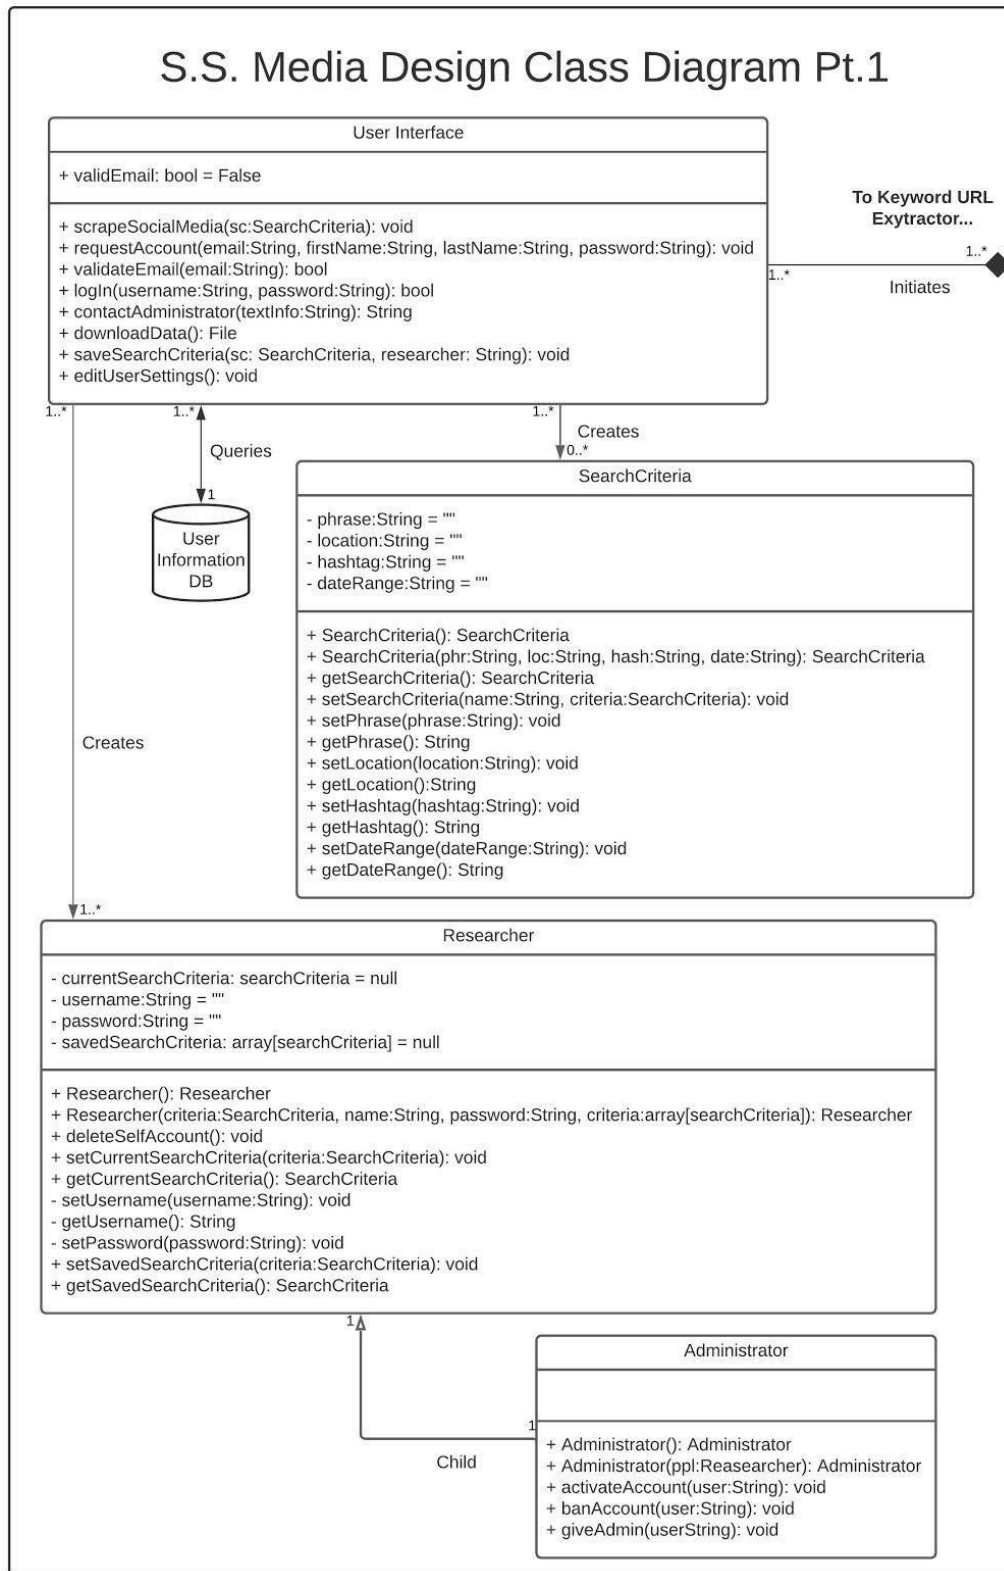 S.S. Media Design Class Diagram Pt.1
User Interface
+ validEmail: bool = False
+ scrapeSocialMedia(sc:SearchCriteria): void
+ requestAccount(email:String, firstName:String, lastName:String, password:String): void
+ validateEmail(email:String): bool
+ logIn(username:String, password:String): bool
+ contactAdministrator(textInfo:String): String
+ downloadData(): File
+ saveSearchCriteria(sc: SearchCriteria, researcher: String): void
+ editUserSettings(): void
To Keyword URL
Exytractor...
1..*
1..*
Initiates
1..*
1..*
1..*
Queries
Creates
1
0..*
User
Information
DB
SearchCriteria
- phrase:String = ""
- location:String = ""
- hashtag:String = ""
- dateRange:String = ""
+ SearchCriteria(): SearchCriteria
+ SearchCriteria(phr:String, loc:String, hash:String, date:String): SearchCriteria
+ getSearchCriteria(): SearchCriteria
+ setSearchCriteria(name:String, criteria:SearchCriteria): void
+ setPhrase(phrase:String): void
+ getPhrase(): String
+ setLocation(location:String): void
+ getLocation():String
+ setHashtag(hashtag:String): void
+ getHashtag(): String
+ setDateRange(dateRange:String): void
+ getDateRange(): String
Creates
1..*
Researcher
- currentSearchCriteria: searchCriteria = null
- username:String = ""
- password:String = ""
- savedSearchCriteria: array[searchCriteria] = null
+ Researcher(): Researcher
+ Researcher(criteria:SearchCriteria, name:String, password:String, criteria:array[searchCriteria]): Researcher
+ deleteSelfAccount(): void
+ setCurrentSearchCriteria(criteria:SearchCriteria): void
+ getCurrentSearchCriteria(): SearchCriteria
- setUsername(username:String): void
- getUsername(): String
- setPassword(password:String): void
+ setSavedSearchCriteria(criteria:SearchCriteria): void
+ getSavedSearchCriteria(): SearchCriteria
1
1
Child
Administrator
+ Administrator(): Administrator
+ Administrator(ppl:Reasearcher): Administrator
+ activateAccount(user:String): void
+ banAccount(user:String): void
+ giveAdmin(userString): void